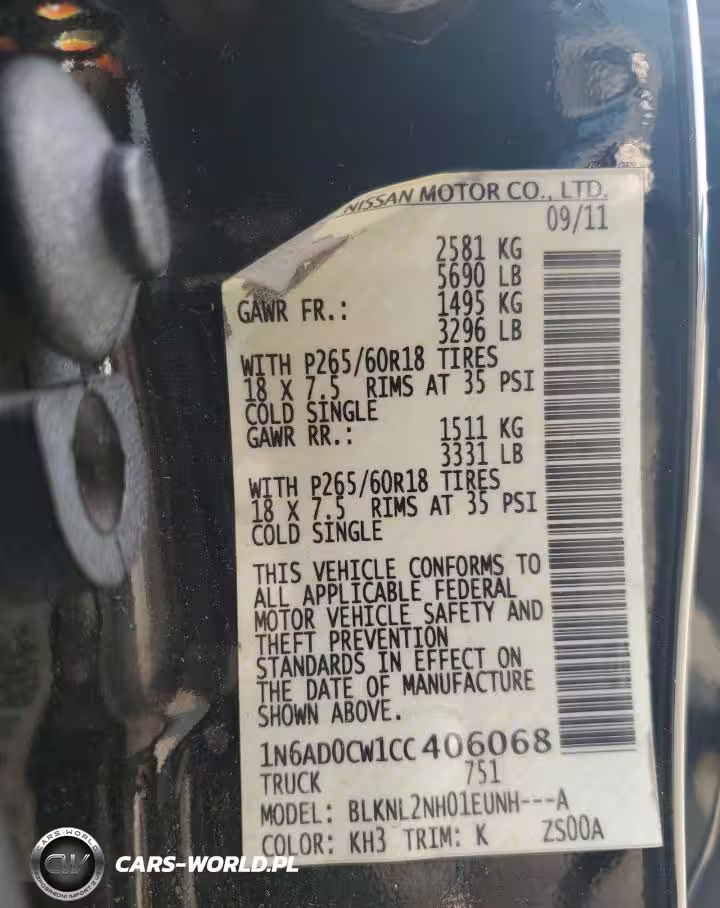 NISSAN MOTOR CO., LTD.
09/11
2581 KG
5690 LB
GAWR FR.: 1495 KG
3296 LB
WITH P265/60R18 TIRES
18 X 7.5 RIMS AT 35 PSI
COLD SINGLE
GAWR RR.: 1511 KG
3331 LB
WITH P265/60R18 TIRES
18 X 7.5 RIMS AT 35 PSI
COLD SINGLE
THIS VEHICLE CONFORMS TO
ALL APPLICABLE FEDERAL
MOTOR VEHICLE SAFETY AND
THEFT PREVENTION
STANDARDS IN EFFECT ON
THE DATE OF MANUFACTURE
SHOWN ABOVE.
1N6AD0CW1CC406068
TRUCK 751
MODEL: BLKNL2NH01EUNH---A
COLOR: KH3 TRIM: K ZS00A
CARS-WORLD
CW
CARS-WORLD.PL